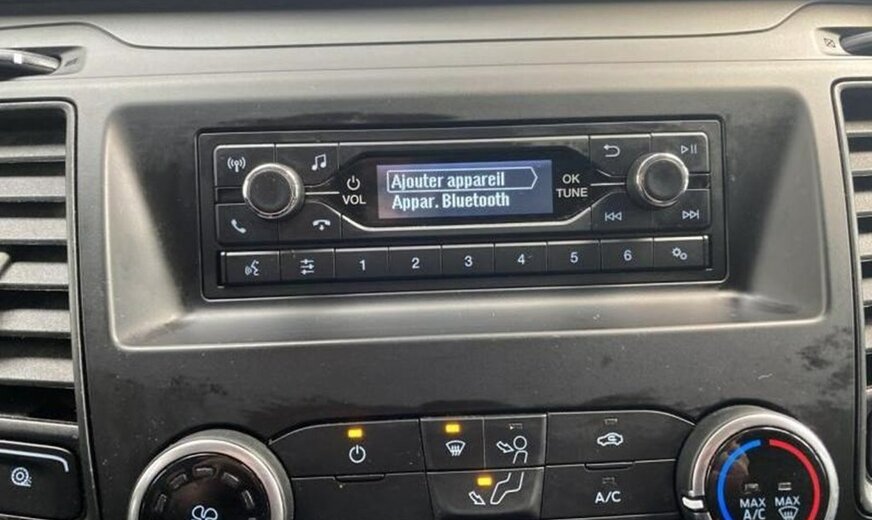 Ajouter appareil
Appar. Bluetooth
VOL
OK
TUNE
1 2 3 4 5 6
A/C
MAX
A/C
MAX